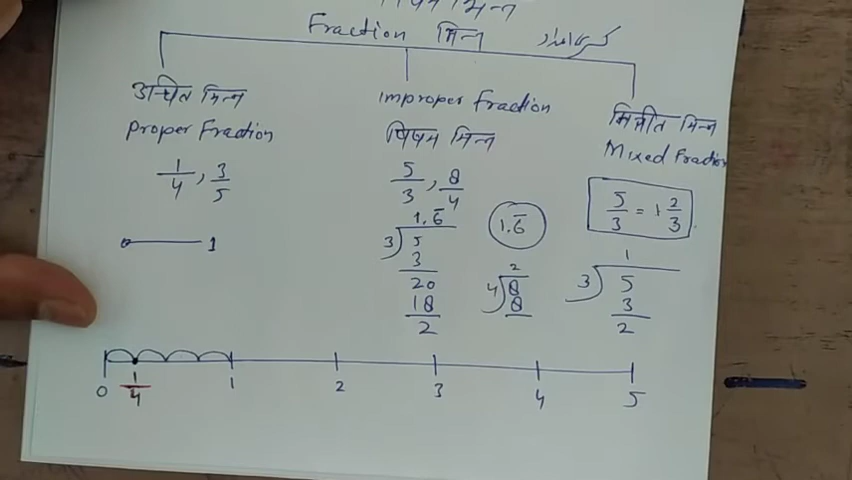 Fraction भिन्न
उचित भिन्न
Proper Fraction
1/4, 3/5
0 1
Improper Fraction
विषम भिन्न
5/3, 8/4
1.6̅
3 5
3
20
18
2
1.6̅
2
4 8
8
मिश्रीत भिन्न
Mixed Fraction
5/3 = 1 2/3
1
3 5
3
2
0 1/4 1 2 3 4 5